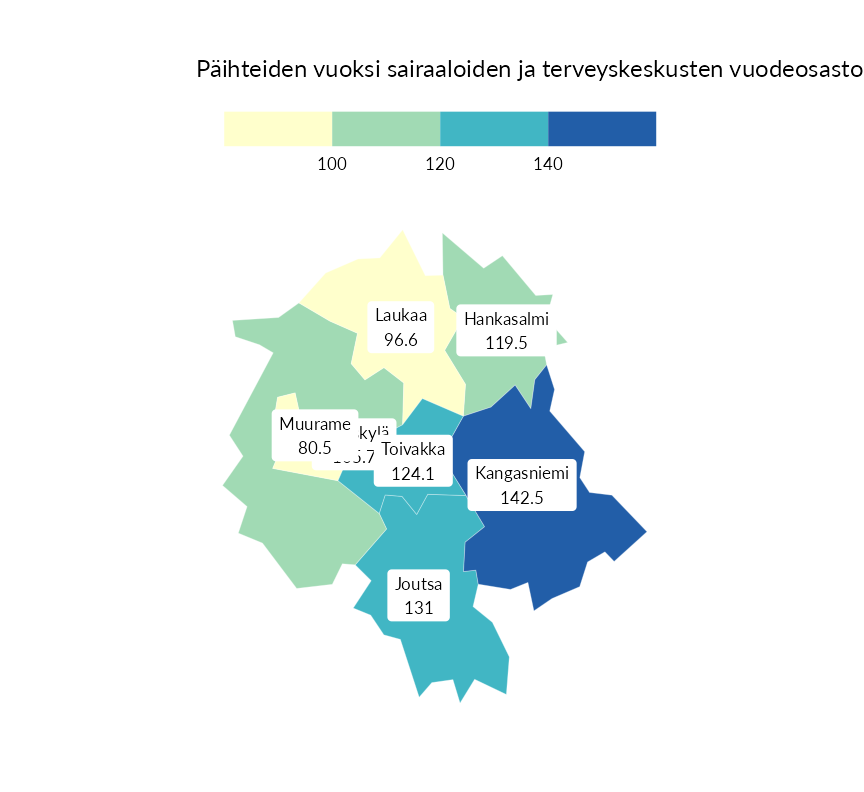 Päihteiden vuoksi sairaaloiden ja terveyskeskusten vuodeosasto
100 120 140
Laukaa
96.6
Hankasalmi
119.5
Muurame
80.5
Toivakka
124.1
Kangasniemi
142.5
Joutsa
131